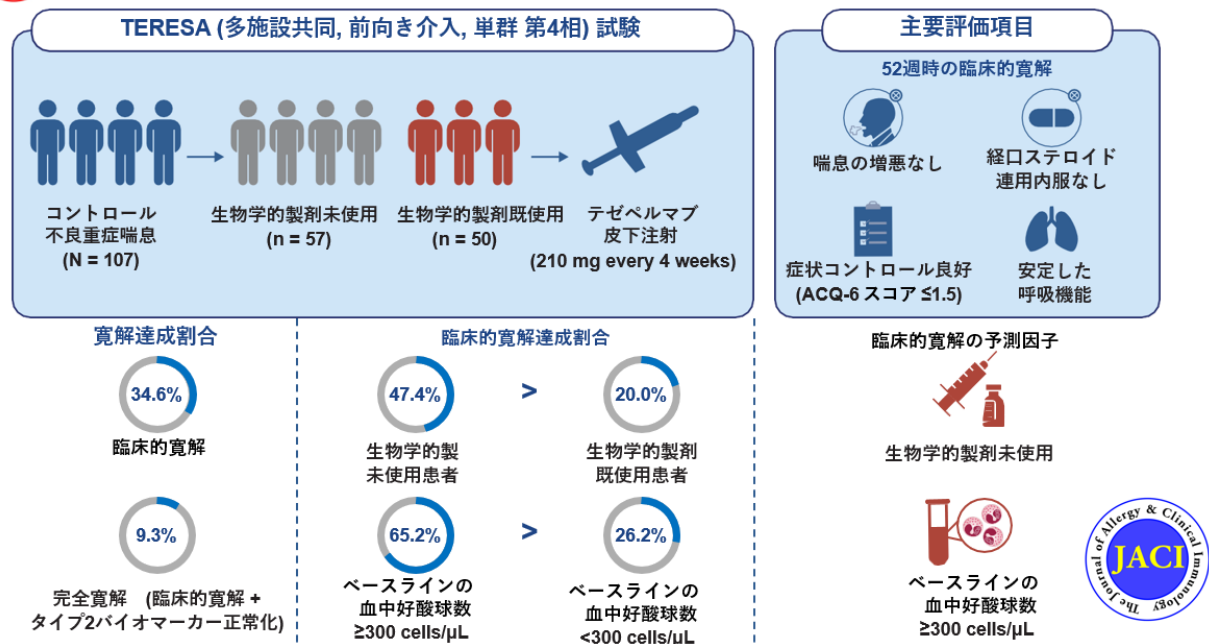 TERESA (多施設共同, 前向き介入, 単群 第4相) 試験
コントロール
不良重症喘息
(N = 107)
生物学的製剤未使用
(n = 57)
生物学的製剤既使用
(n = 50)
テゼペルマブ
皮下注射
(210 mg every 4 weeks)
主要評価項目
52週時の臨床的寛解
喘息の増悪なし
経口ステロイド
連用内服なし
症状コントロール良好
(ACQ-6 スコア ≤1.5)
安定した
呼吸機能
寛解達成割合
34.6%
臨床的寛解
9.3%
完全寛解 (臨床的寛解 +
タイプ2バイオマーカー正常化)
臨床的寛解達成割合
47.4%
生物学的製
未使用患者
>
20.0%
生物学的製剤
既使用患者
65.2%
ベースラインの
血中好酸球数
≥300 cells/µL
>
26.2%
ベースラインの
血中好酸球数
<300 cells/µL
臨床的寛解の予測因子
生物学的製剤未使用
ベースラインの
血中好酸球数
≥300 cells/µL
The Journal of Allergy & Clinical Immunology
JACI